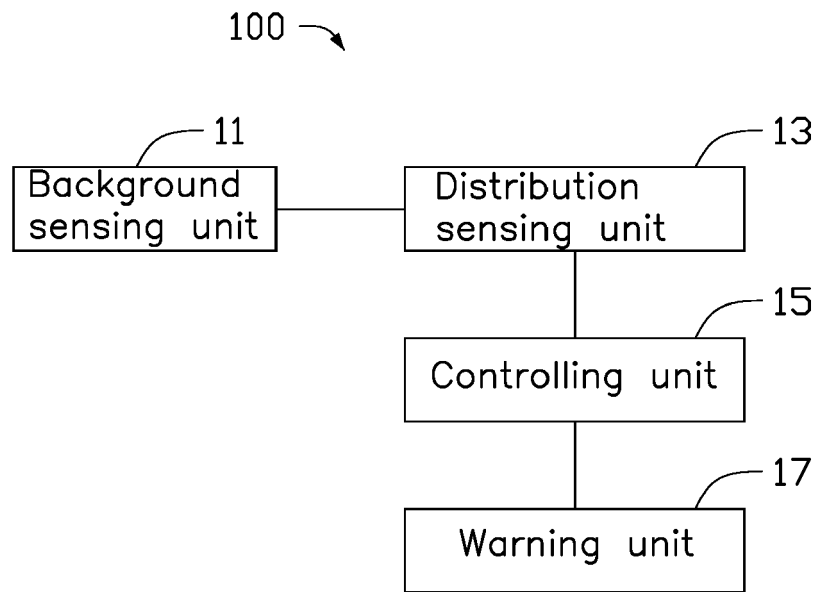 100
11
13
Background
sensing unit
Distribution
sensing unit
15
Controlling unit
17
Warning unit